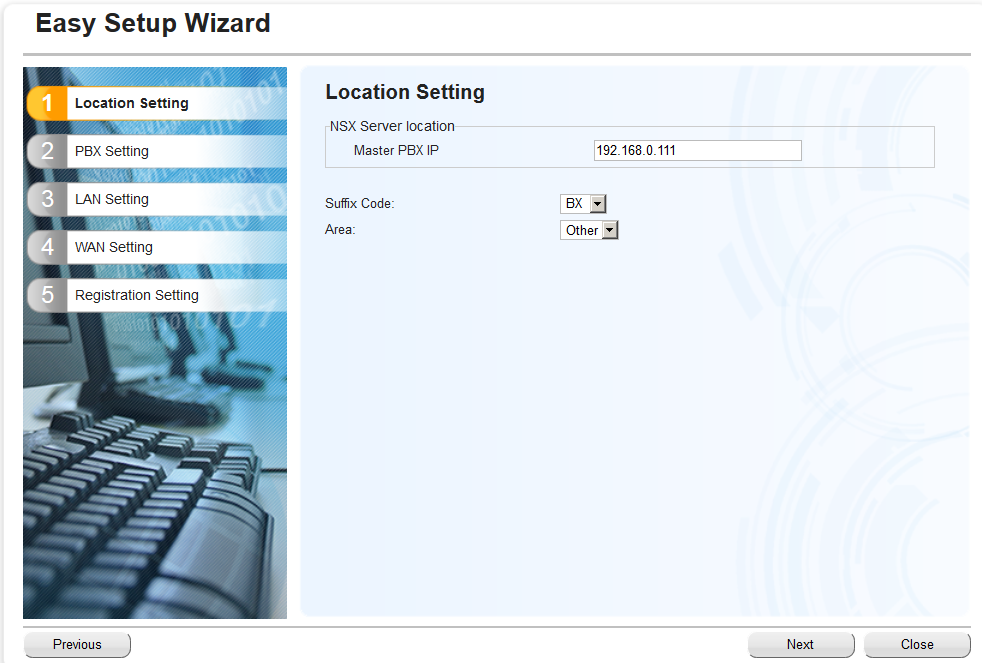 Easy Setup Wizard
1 Location Setting
2 PBX Setting
3 LAN Setting
4 WAN Setting
5 Registration Setting
Location Setting
NSX Server location
Master PBX IP 192.168.0.111
Suffix Code: BX
Area: Other
Previous Next Close